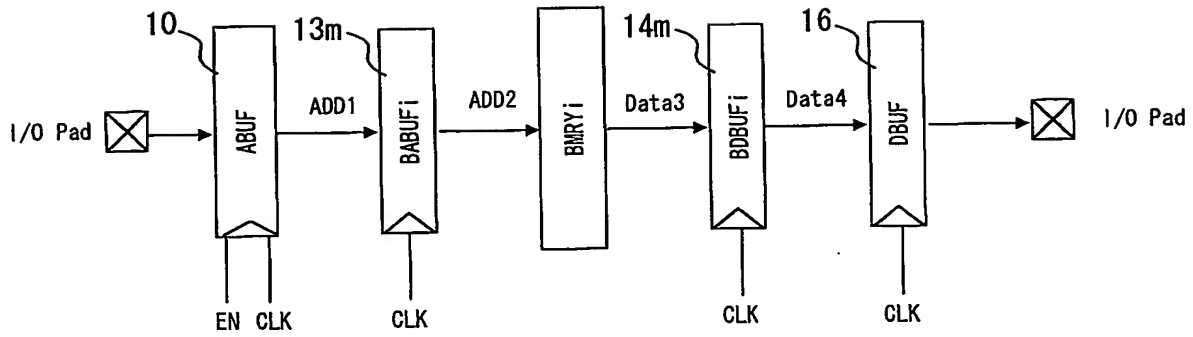 10
13m
14m
16
I/O Pad
ABUF
ADD1
BABUFi
ADD2
BMRYi
Data3
BDBUFi
Data4
DBUF
I/O Pad
EN CLK
CLK
CLK
CLK